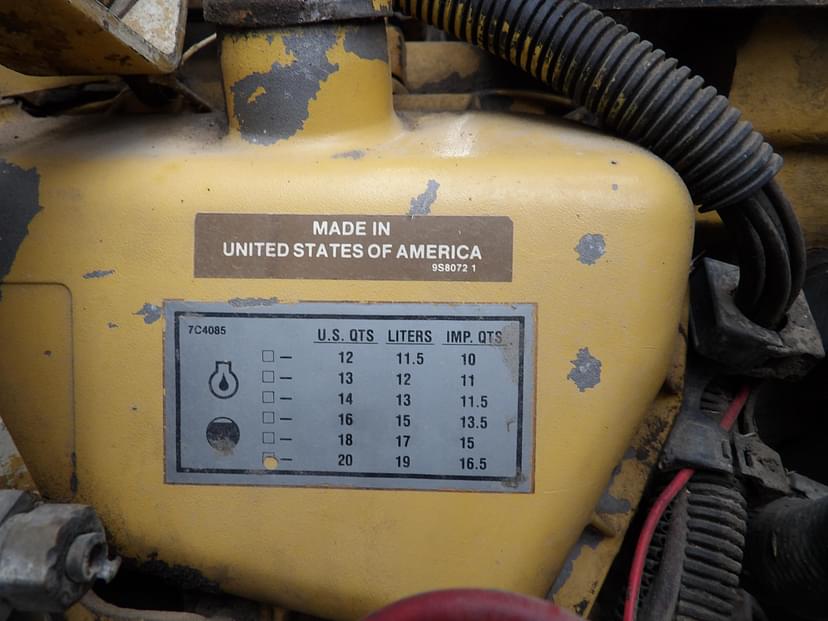 MADE IN
UNITED STATES OF AMERICA
9S8072 1
7C4085
U.S. QTS LITERS IMP. QTS
— 12 11.5 10
— 13 12 11
— 14 13 11.5
— 16 15 13.5
— 18 17 15
— 20 19 16.5